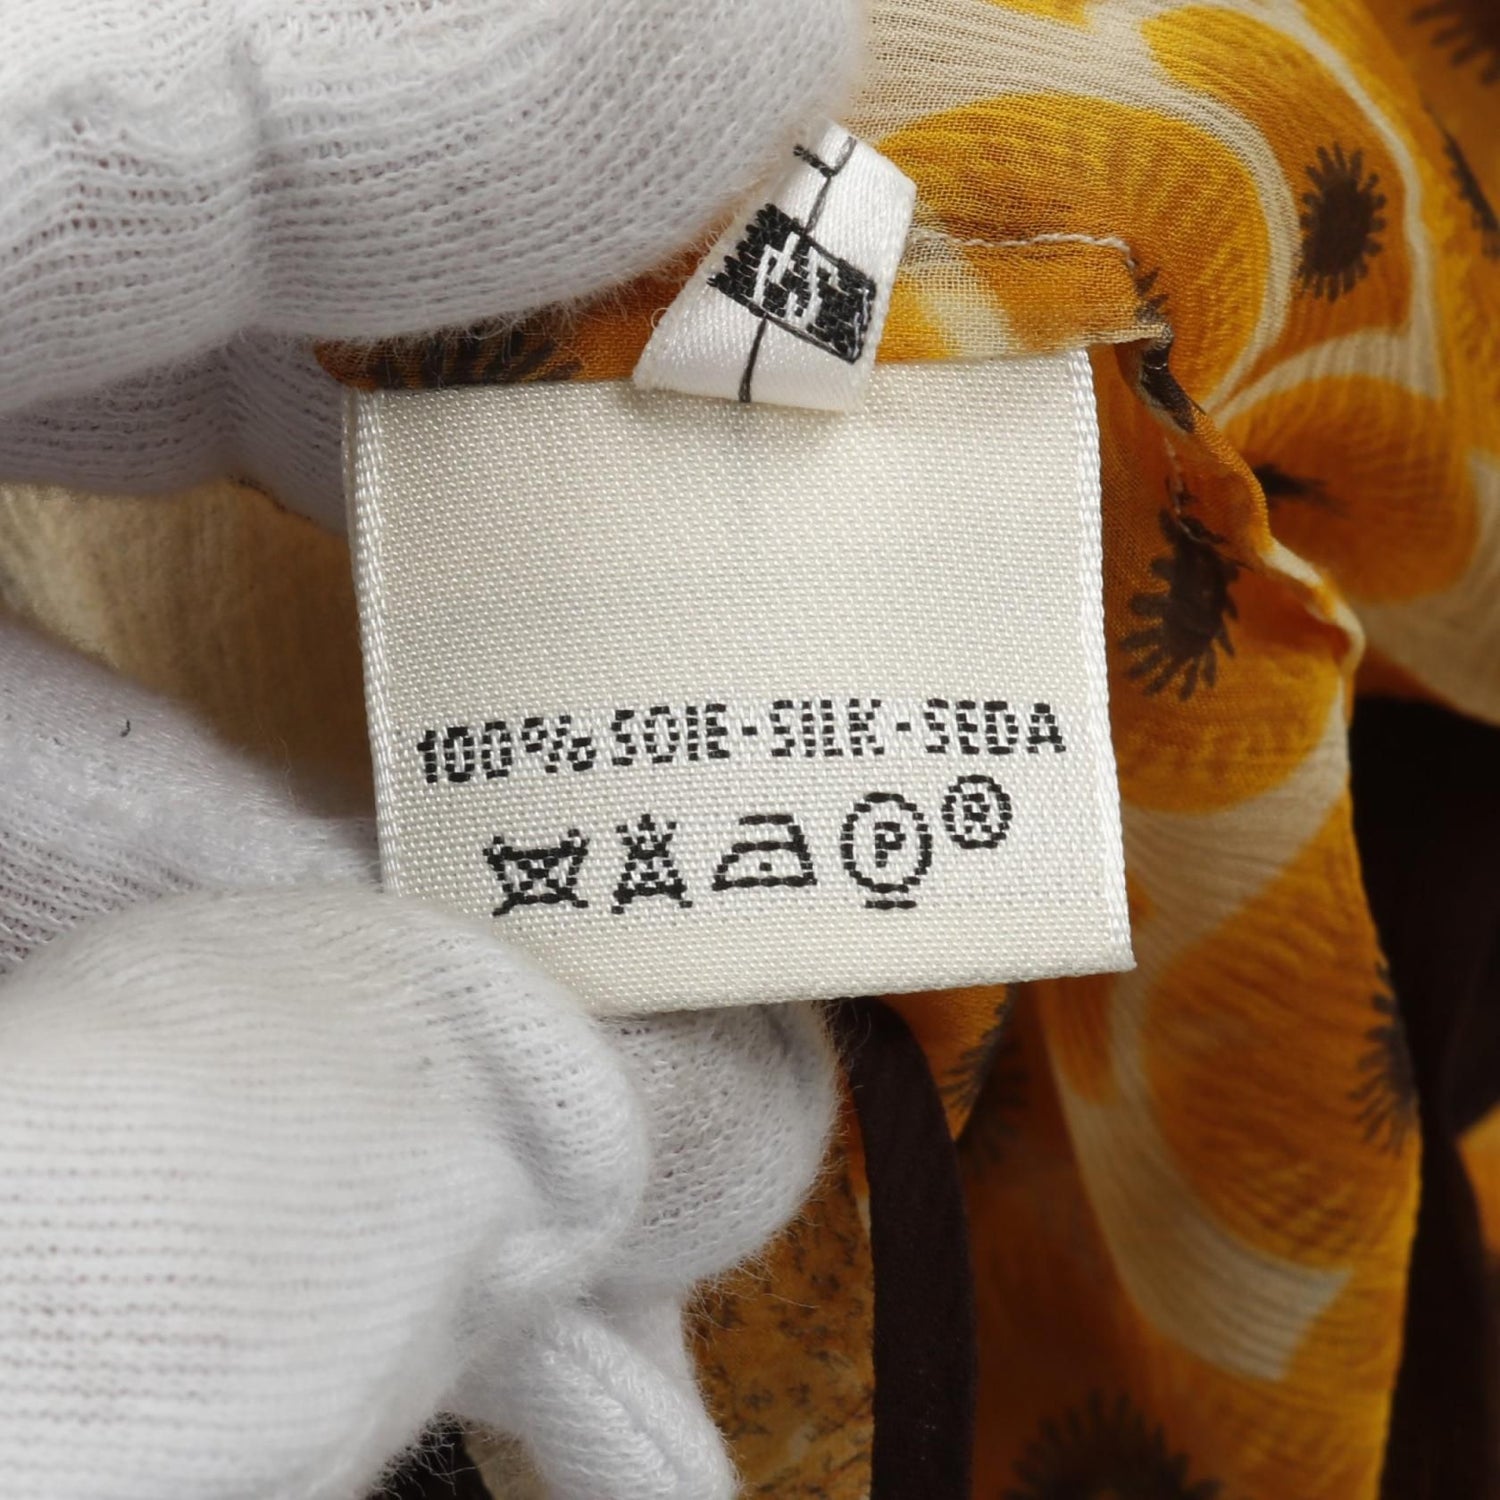 100% SOIE - SILK - SEDA
P ®